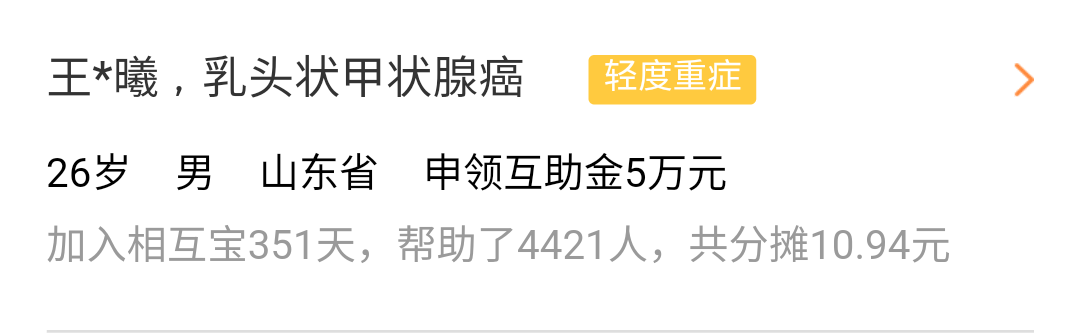 王*曦，乳头状甲状腺癌 轻度重症
26岁 男 山东省 申领互助金5万元
加入相互宝351天，帮助了4421人，共分摊10.94元